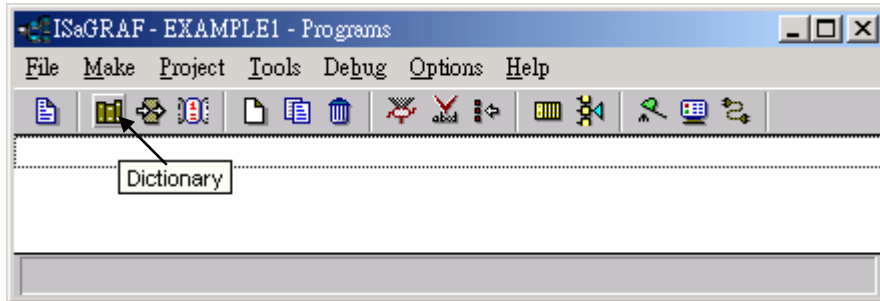 ISaGRAF - EXAMPLE1 - Programs
File Make Project Tools Debug Options Help
Dictionary